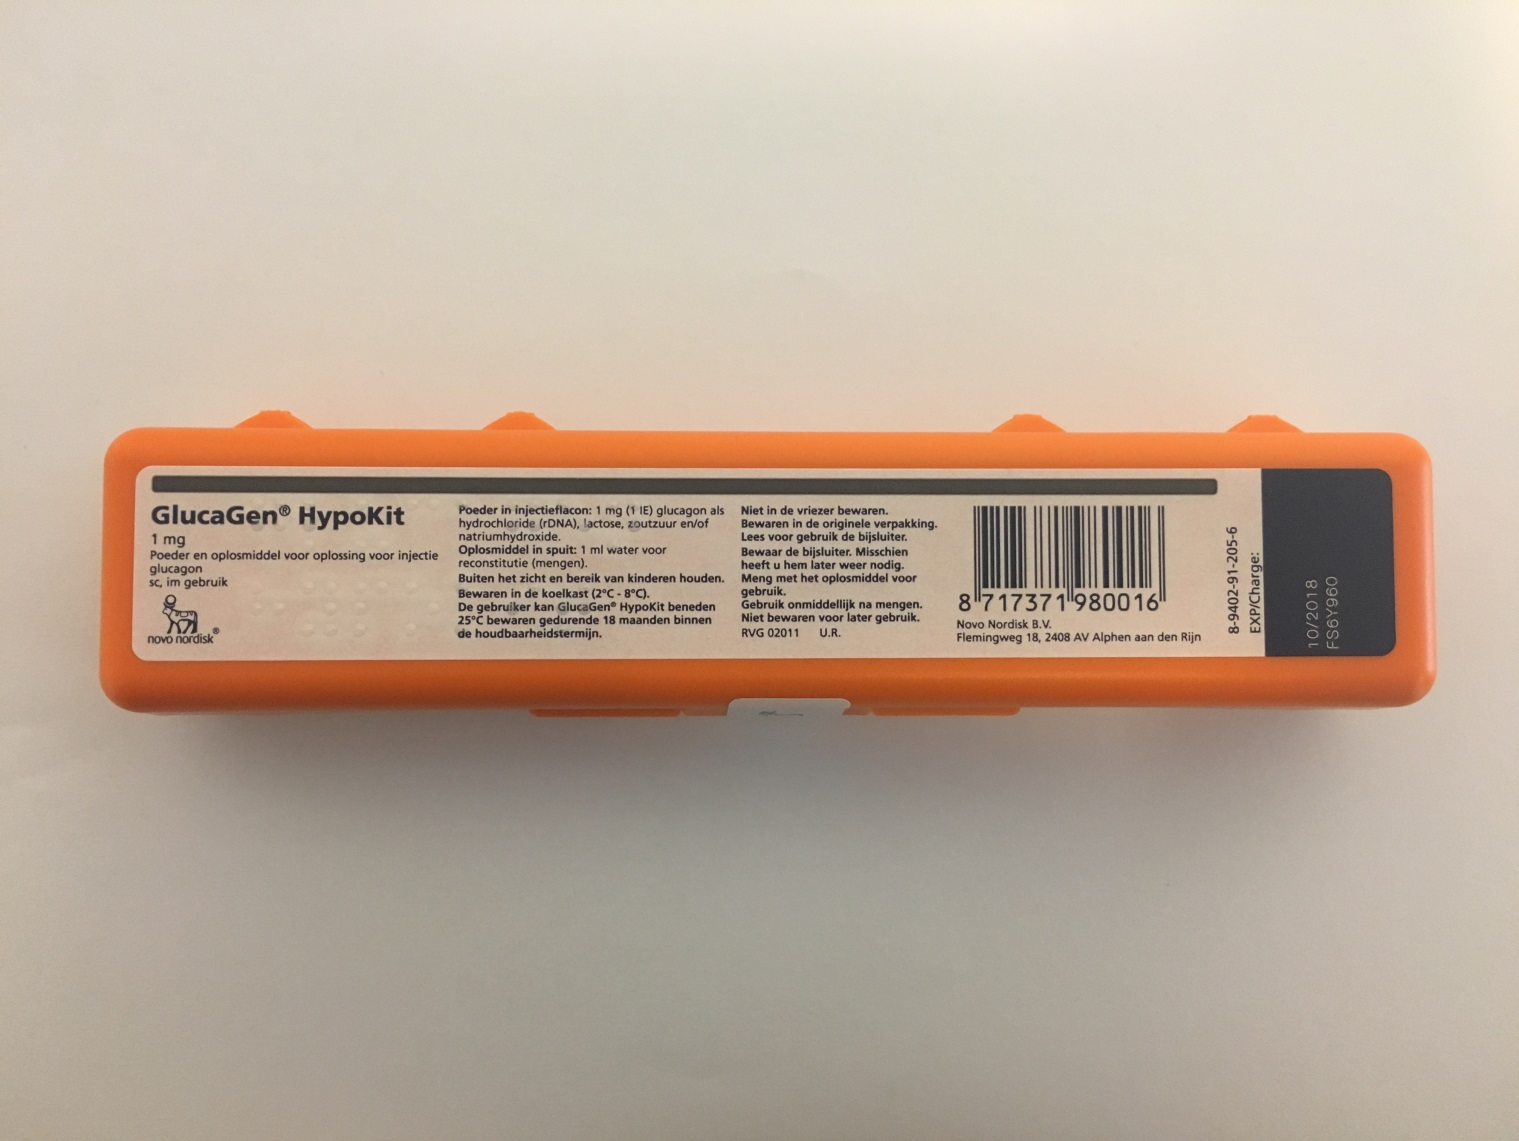 GlucaGen® HypoKit
1 mg
Poeder en oplosmiddel voor oplossing voor injectie
glucagon
sc, im gebruik
novo nordisk®
Poeder in injectieflacon: 1 mg (1 IE) glucagon als
hydrochloride (rDNA), lactose, zoutzuur en/of
natriumhydroxide.
Oplosmiddel in spuit: 1 ml water voor
reconstitutie (mengen).
Buiten het zicht en bereik van kinderen houden.
Bewaren in de koelkast (2°C - 8°C).
De gebruiker kan GlucaGen® HypoKit beneden
25°C bewaren gedurende 18 maanden binnen
de houdbaarheidstermijn.
Niet in de vriezer bewaren.
Bewaren in de originele verpakking.
Lees voor gebruik de bijsluiter.
Bewaar de bijsluiter. Misschien
heeft u hem later weer nodig.
Meng met het oplosmiddel voor
gebruik.
Gebruik onmiddellijk na mengen.
Niet bewaren voor later gebruik.
RVG 02011 U.R.
8 717371 980016
Novo Nordisk B.V.
Flemingweg 18, 2408 AV Alphen aan den Rijn
8-9402-91-205-6
EXP/Charge:
10/2018
FS6Y960